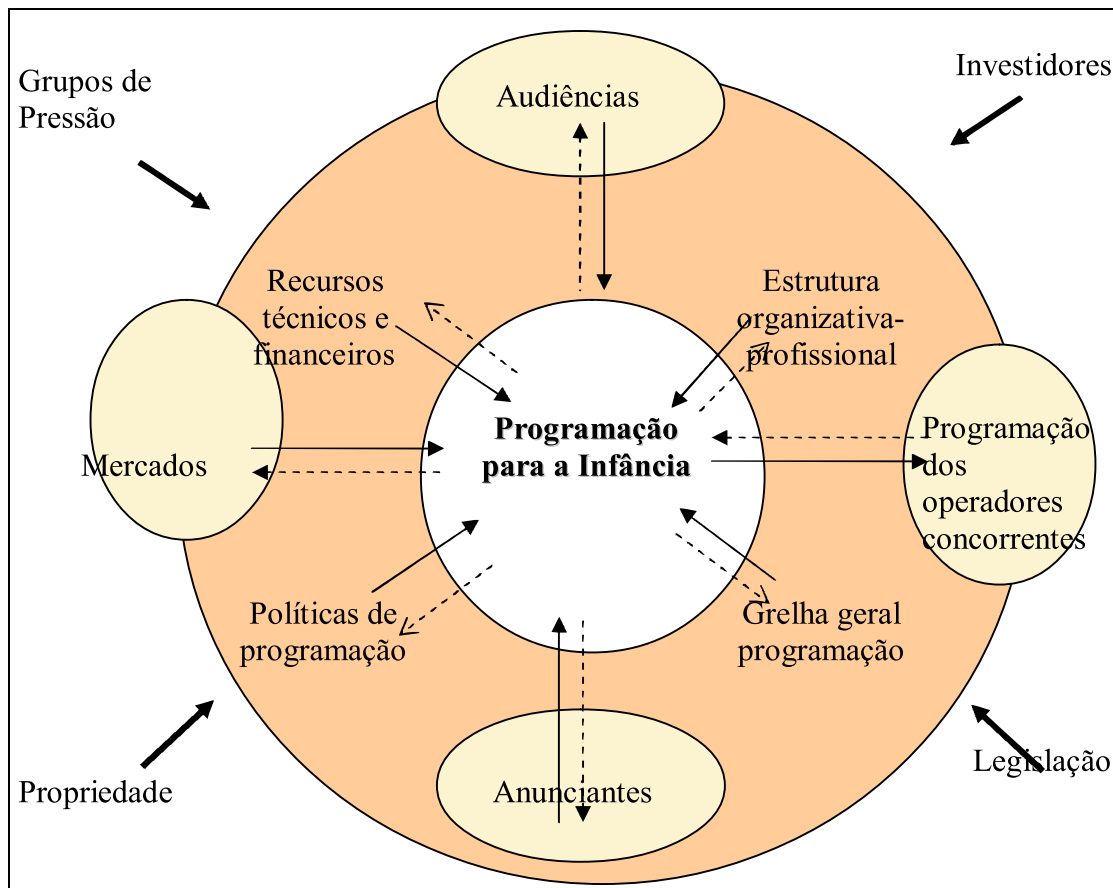 Grupos de
Pressão
Audiências
Investidores
Recursos
técnicos e
financeiros
Estrutura
organizativa-
profissional
Programação
para a Infância
Mercados
Programação
dos
operadores
concorrentes
Políticas de
programação
Grelha geral
programação
Propriedade
Anunciantes
Legislação